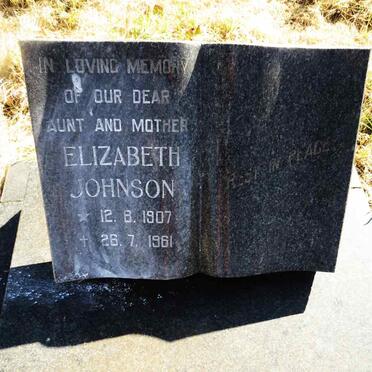 IN LOVING MEMORY
OF OUR DEAR
AUNT AND MOTHER
ELIZABETH
JOHNSON
* 12. 8. 1907
+ 26. 7. 1961
REST IN PEACE